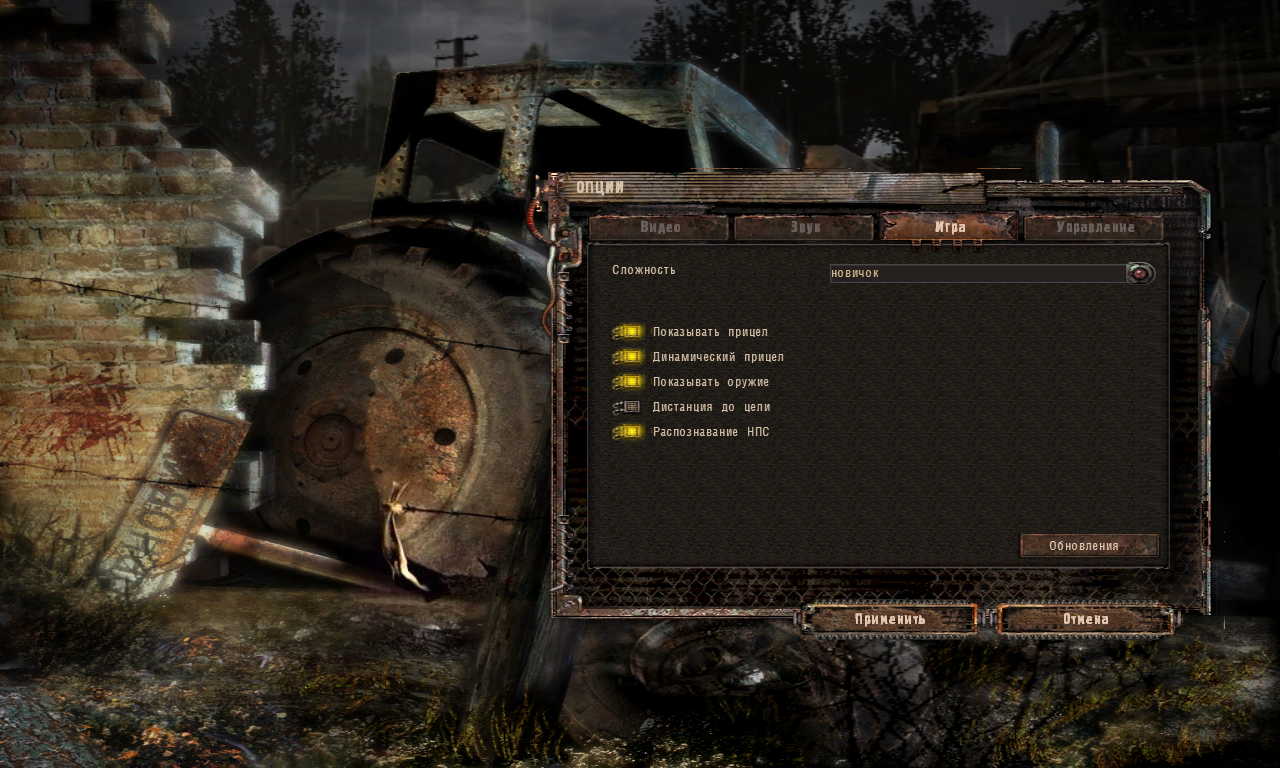 ОПЦИИ
Видео Звук Игра Управление
Сложность новичок
Показывать прицел
Динамический прицел
Показывать оружие
Дистанция до цели
Распознавание НПС
Обновления
Применить Отмена